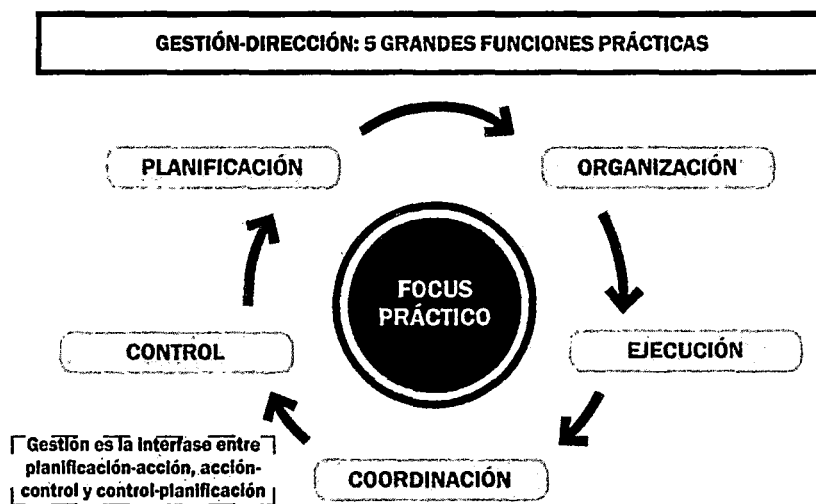 GESTIÓN-DIRECCIÓN: 5 GRANDES FUNCIONES PRÁCTICAS
PLANIFICACIÓN
ORGANIZACIÓN
FOCUS
PRÁCTICO
CONTROL
EJECUCIÓN
Gestión es la interfase entre
planificación-acción, acción-
control y control-planificación
COORDINACIÓN